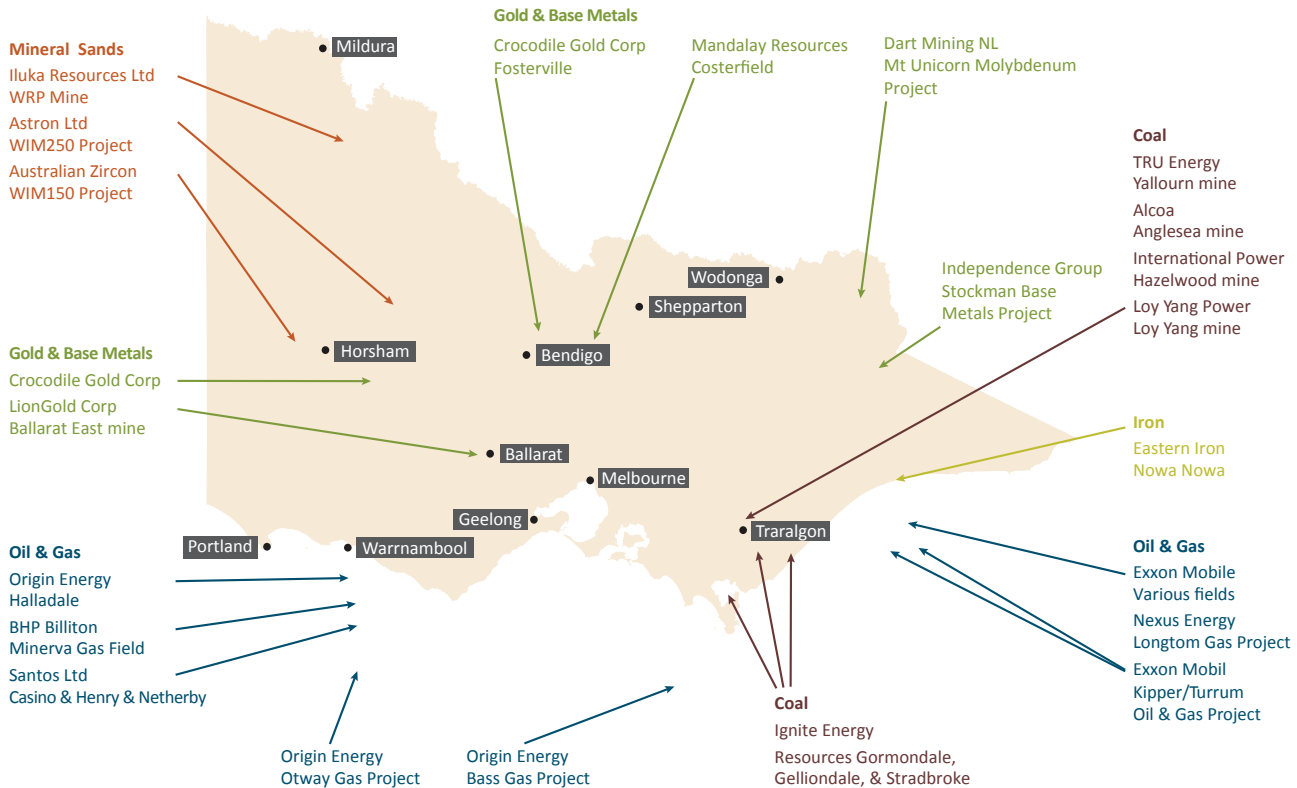 Mineral Sands
Iluka Resources Ltd
WRP Mine
Astron Ltd
WIM250 Project
Australian Zircon
WIM150 Project
Mildura
Gold & Base Metals
Crocodile Gold Corp
Fosterville
Mandalay Resources
Costerfield
Dart Mining NL
Mt Unicorn Molybdenum
Project
Coal
TRU Energy
Yallourn mine
Alcoa
Anglesea mine
International Power
Hazelwood mine
Loy Yang Power
Loy Yang mine
Independence Group
Stockman Base
Metals Project
Wodonga
Shepparton
Horsham
Bendigo
Gold & Base Metals
Crocodile Gold Corp
LionGold Corp
Ballarat East mine
Ballarat
Melbourne
Geelong
Traralgon
Portland
Warrnambool
Iron
Eastern Iron
Nowa Nowa
Oil & Gas
Origin Energy
Halladale
BHP Billiton
Minerva Gas Field
Santos Ltd
Casino & Henry & Netherby
Origin Energy
Otway Gas Project
Origin Energy
Bass Gas Project
Coal
Ignite Energy
Resources Gormondale,
Gelliondale, & Stradbroke
Oil & Gas
Exxon Mobile
Various fields
Nexus Energy
Longtom Gas Project
Exxon Mobil
Kipper/Turrum
Oil & Gas Project